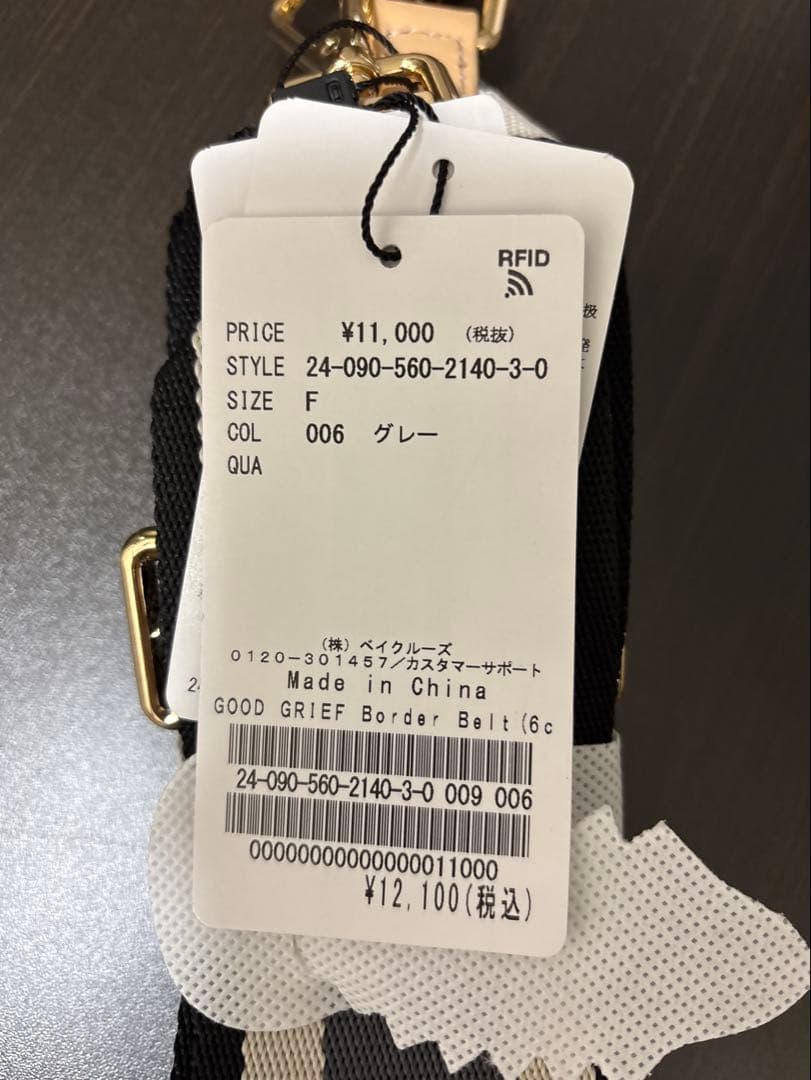 RFID
PRICE ¥11,000 (税抜)
STYLE 24-090-560-2140-3-0
SIZE F
COL 006 グレー
QUA
(株) ベイクルーズ
0120-301457/カスタマーサポート
Made in China
GOOD GRIEF Border Belt(6c
24-090-560-2140-3-0 009 006
00000000000000011000
¥12,100(税込)
扱